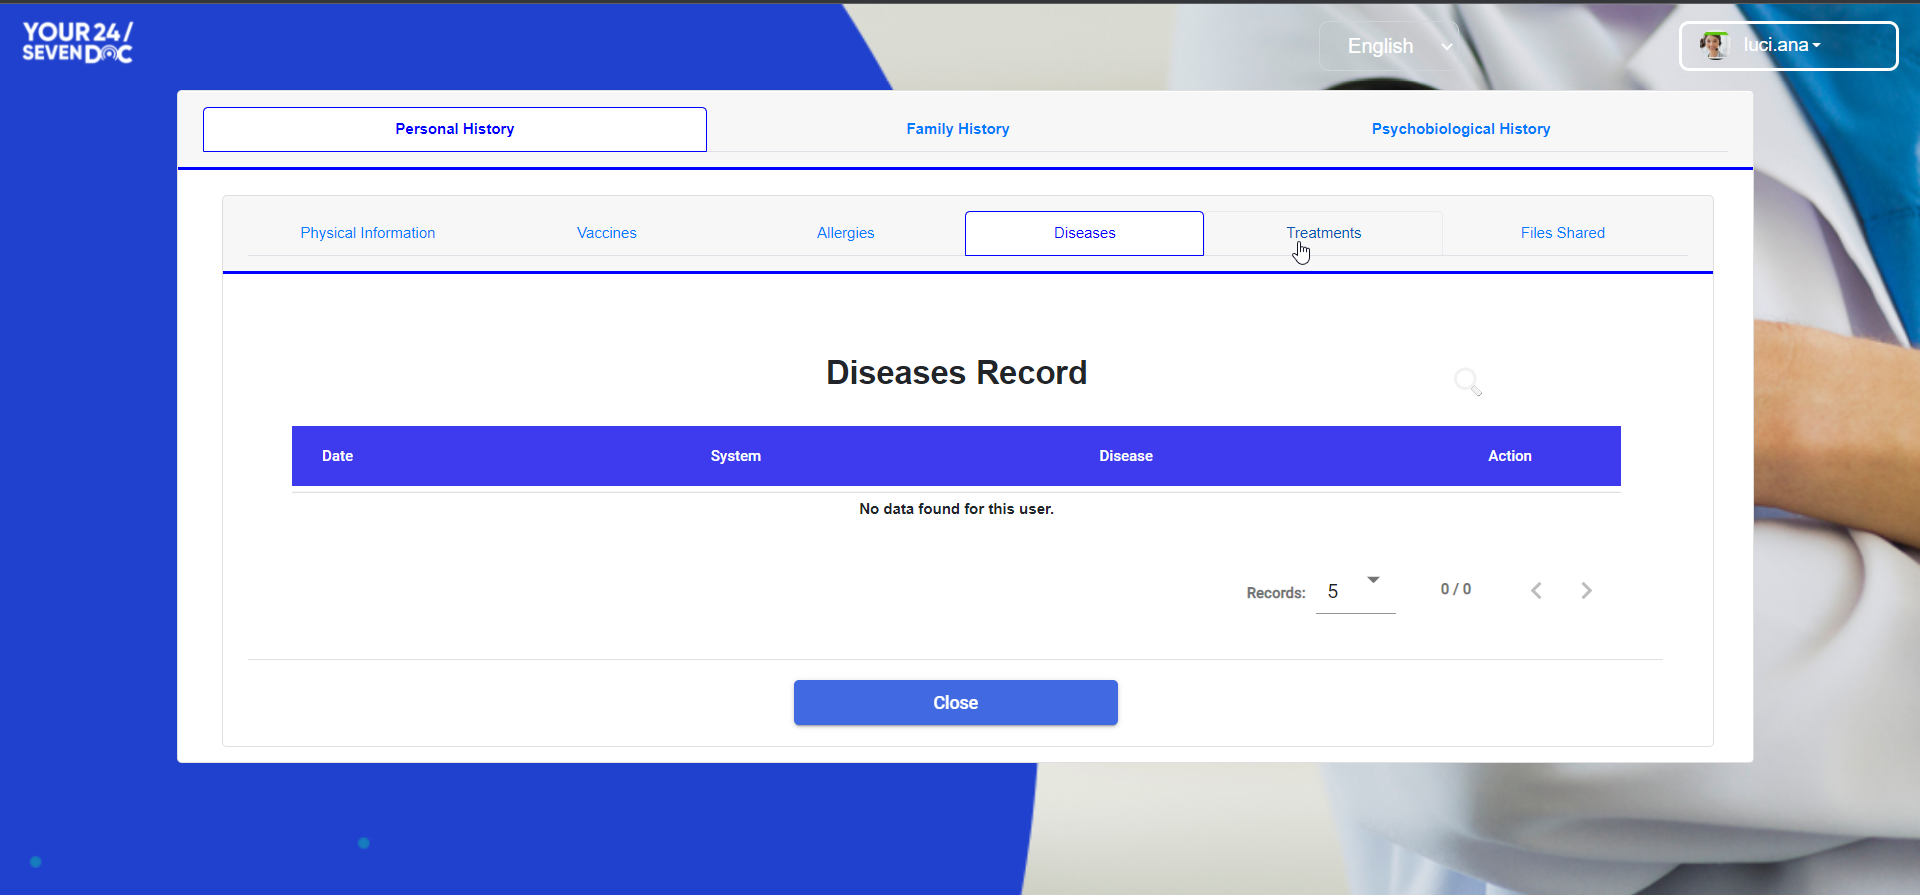 YOUR 24/
SEVEN DOC
English
luci.ana
Personal History
Family History
Psychobiological History
Physical Information
Vaccines
Allergies
Diseases
Treatments
Files Shared
Diseases Record
Date
System
Disease
Action
No data found for this user.
Records:
5
0 / 0
Close